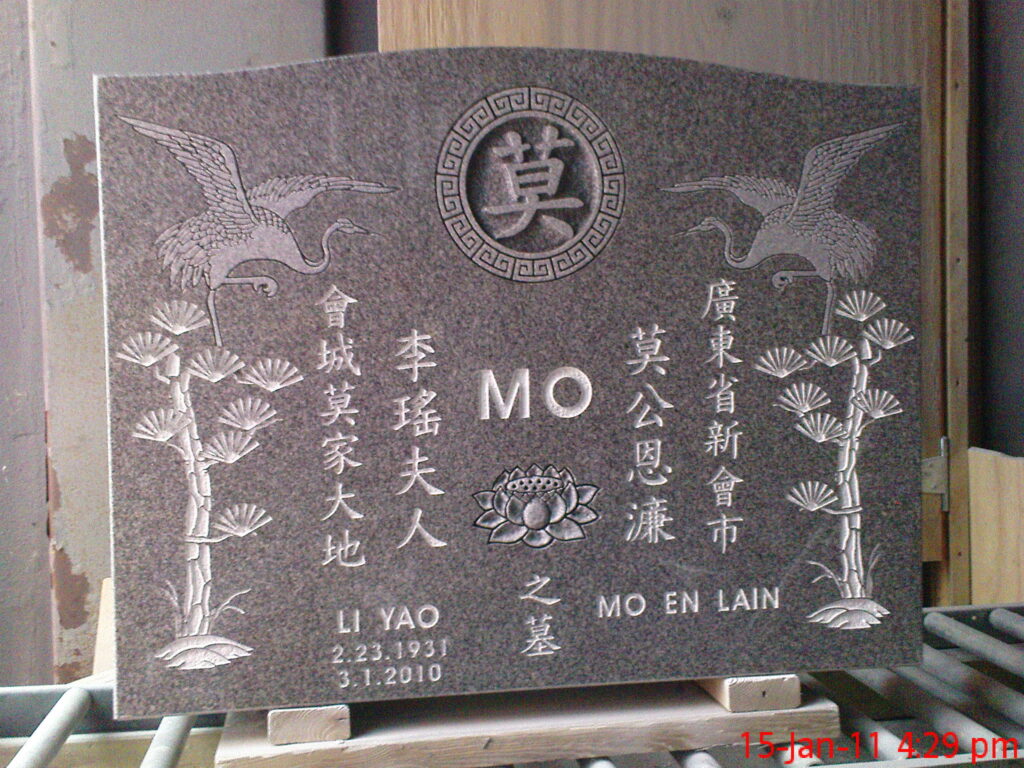 莫
廣東省新會市
莫公恩濂
MO
李瑤夫人
會城莫家大地
之墓
MO EN LAIN
LI YAO
2.23.1931
3.1.2010
15-Jan-11 4:29 pm